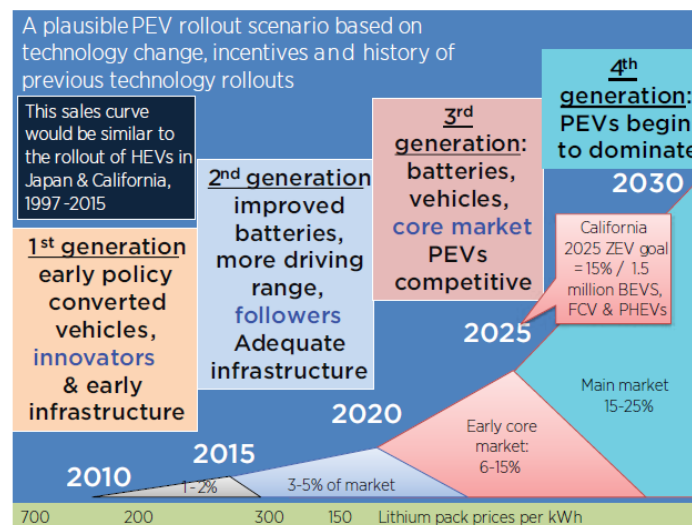 A plausible PEV rollout scenario based on
technology change, incentives and history of
previous technology rollouts
This sales curve
would be similar to
the rollout of HEVs in
Japan & California,
1997-2015
1st generation
early policy
converted
vehicles,
innovators
& early
infrastructure
2nd generation
improved
batteries,
more driving
range,
followers
Adequate
infrastructure
3rd
generation:
batteries,
vehicles,
core market
PEVs
competitive
4th
generation:
PEVs begin
to dominate
California
2025 ZEV goal
= 15% / 1.5
million BEVS,
FCV & PHEVs
2010
2015
2020
2025
2030
1-2%
3-5% of market
Early core
market:
6-15%
Main market
15-25%
700 200 300 150 Lithium pack prices per kWh